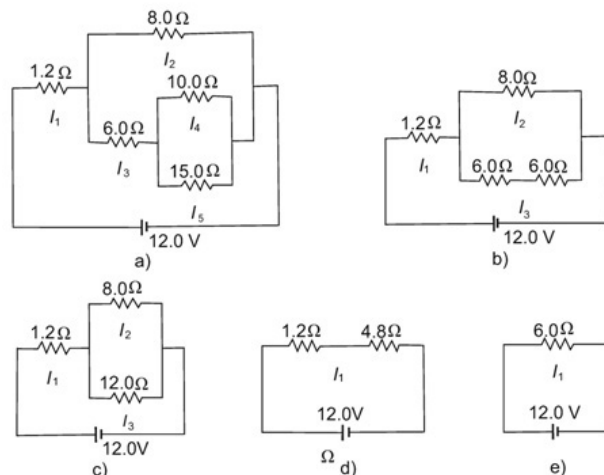 8.0 Ω
I2
1.2 Ω
I1
10.0 Ω
I4
6.0 Ω
I3
15.0 Ω
I5
12.0 V
a)
8.0 Ω
I2
1.2 Ω
I1
6.0 Ω 6.0 Ω
I3
12.0 V
b)
8.0 Ω
I2
1.2 Ω
I1
12.0 Ω
I3
12.0V
c)
1.2 Ω 4.8 Ω
I1
12.0V
Ω d)
6.0 Ω
I1
12.0 V
e)